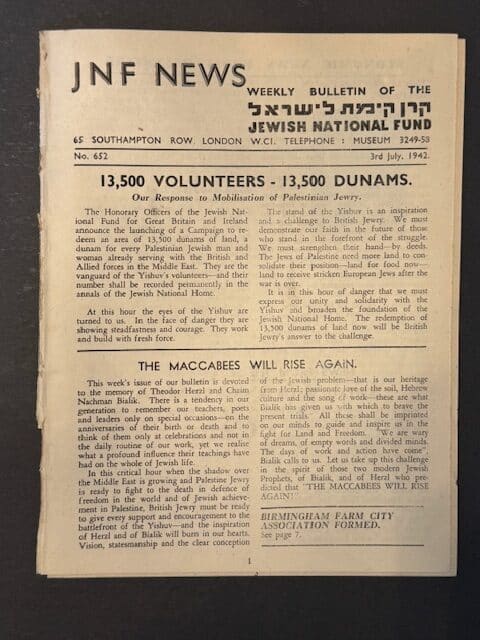 JNF NEWS
WEEKLY BULLETIN OF THE
קרן קימת לישראל
JEWISH NATIONAL FUND
65 SOUTHAMPTON ROW, LONDON W.C.1. TELEPHONE : MUSEUM 3249-53
No. 652
3rd July, 1942.
13,500 VOLUNTEERS - 13,500 DUNAMS.
Our Response to Mobilisation of Palestinian Jewry.
The Honorary Officers of the Jewish Nat-
ional Fund for Great Britain and Ireland
announce the launching of a Campaign to re-
deem an area of 13,500 dunams of land, a
dunam for every Palestinian Jewish man and
woman already serving with the British and
Allied forces in the Middle East. They are
the vanguard of the Yishuv's volunteers—and their
number shall be recorded permanently in the
annals of the Jewish National Home.
At this hour the eyes of the Yishuv are
turned to us. In the face of danger they are
showing steadfastness and courage. They work
and build with fresh force.
The stand of the Yishuv is an inspiration
and a challenge to British Jewry. We must
demonstrate our faith in the future of those
who stand in the forefront of the struggle.
We must strengthen their hand—by deeds.
The Jews of Palestine need more land to con-
solidate their position—land for food now—
land to receive stricken European Jews after the
war is over.
It is in this hour of danger that we must
express our unity and solidarity with the
Yishuv and broaden the foundation of the
Jewish National Home. The redemption of
13,500 dunams of land now will be British
Jewry's answer to the challenge.
THE MACCABEES WILL RISE AGAIN.
This week's issue of our bulletin is devoted
to the memory of Theodor Herzl and Chaim
Nachman Bialik. There is a tendency in our
generation to remember our teachers, poets
and leaders only on special occasions—on the
anniversaries of their birth or death and to
think of them only at celebrations and not in
the daily routine of our work, yet we realise
what a profound influence their teachings have
had on the whole of Jewish life.
In this critical hour when the shadow over
the Middle East is growing and Palestine Jewry
is ready to fight to the death in defence of
freedom in the world and of Jewish achieve-
ment in Palestine, British Jewry must be ready
to give every support and encouragement to the
battlefront of the Yishuv—and the inspiration
of Herzl and of Bialik will burn in our hearts.
Vision, statesmanship and the clear conception
of the Jewish problem—that is our heritage
from Herzl; passionate love of the soil, Hebrew
culture and the song of work—these are what
Bialik has given us with which to brave the
present trials. All these shall be imprinted
on our minds to guide and inspire us in the
fight for Land and Freedom. "We are wary
of dreams, of empty words and divided minds.
The days of work and action have come",
Bialik calls to us. Let us take up this challenge
in the spirit of those two modern Jewish
Prophets, of Bialik, and of Herzl who pre-
dicted that "THE MACCABEES WILL RISE
AGAIN!"
BIRMINGHAM FARM CITY
ASSOCIATION FORMED.
See page 7.
1